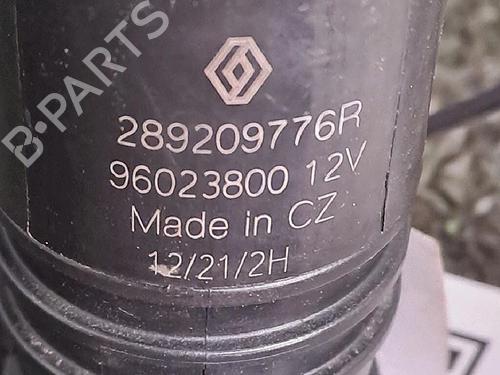 B-PARTS
289209776R
96023800 12V
Made in CZ
12/21/2H